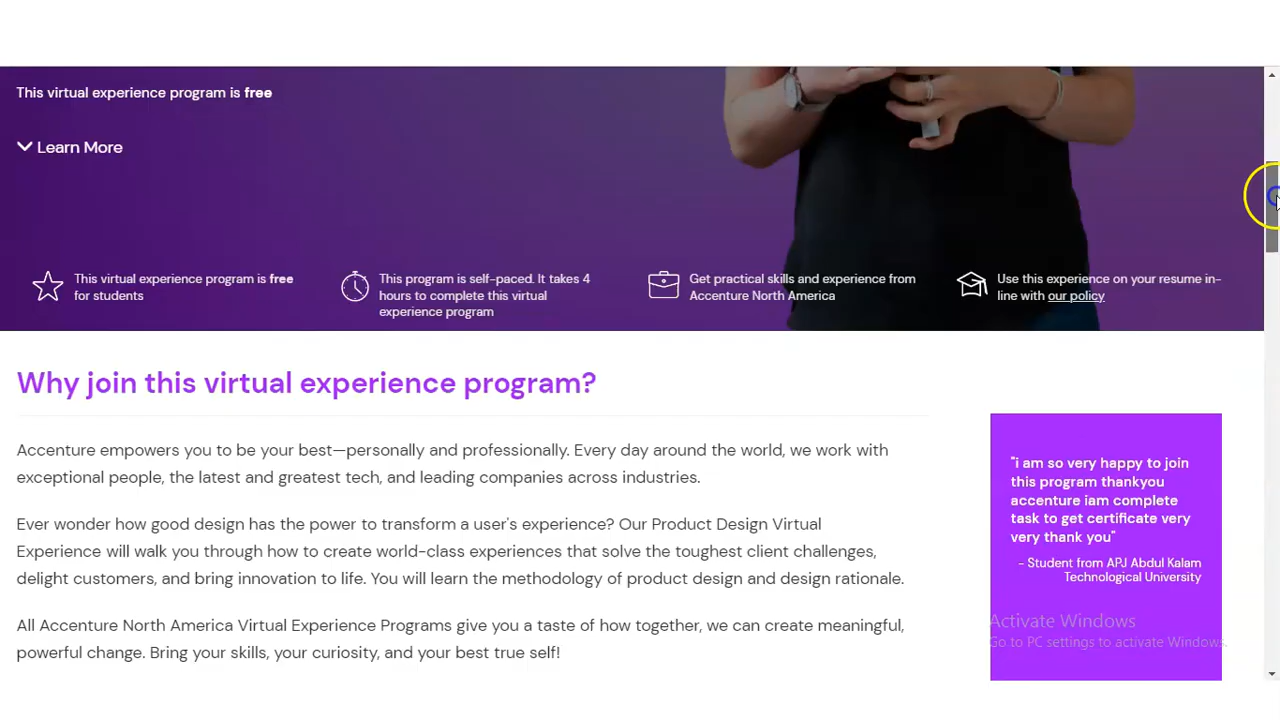 This virtual experience program is free
Learn More
This virtual experience program is free
for students
This program is self-paced. It takes 4
hours to complete this virtual
experience program
Get practical skills and experience from
Accenture North America
Use this experience on your resume in-
line with our policy
Why join this virtual experience program?
Accenture empowers you to be your best—personally and professionally. Every day around the world, we work with
exceptional people, the latest and greatest tech, and leading companies across industries.
Ever wonder how good design has the power to transform a user's experience? Our Product Design Virtual
Experience will walk you through how to create world-class experiences that solve the toughest client challenges,
delight customers, and bring innovation to life. You will learn the methodology of product design and design rationale.
All Accenture North America Virtual Experience Programs give you a taste of how together, we can create meaningful,
powerful change. Bring your skills, your curiosity, and your best true self!
"i am so very happy to join
this program thankyou
accenture iam complete
task to get certificate very
very thank you"
- Student from APJ Abdul Kalam
Technological University
Activate Windows
Go to PC settings to activate Windows.